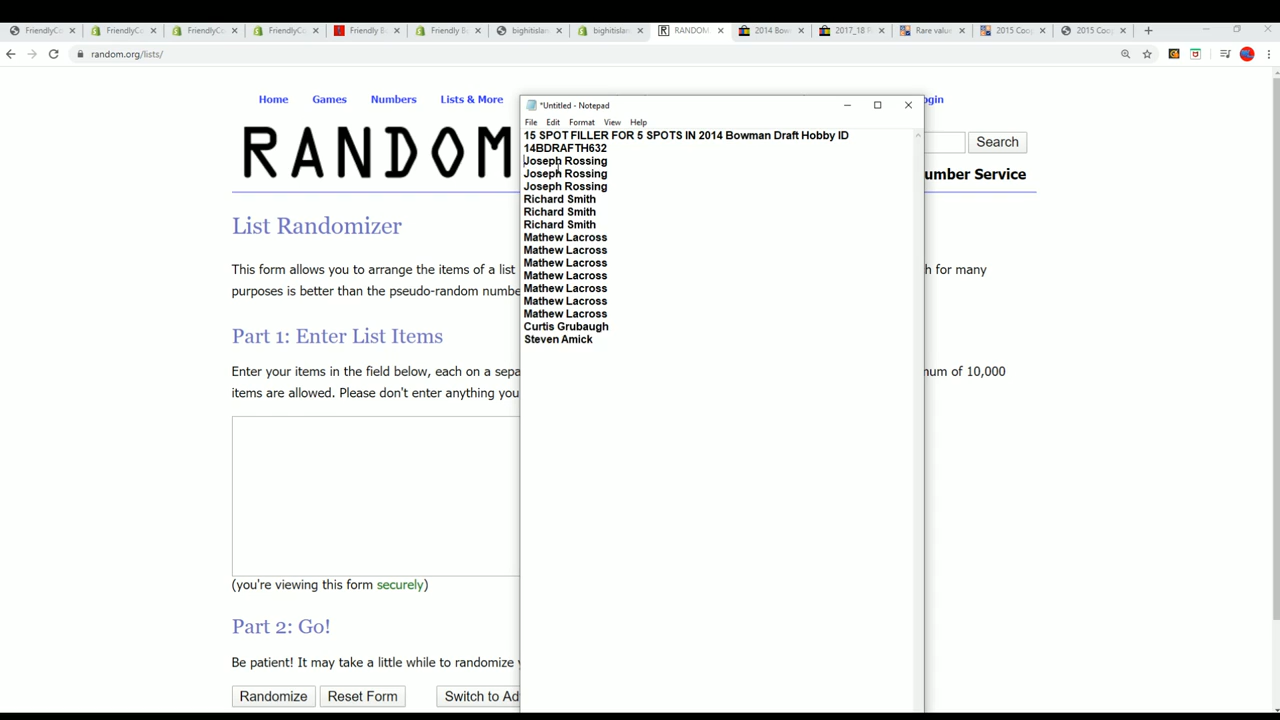 FriendlyCo
FriendlyCo
FriendlyCo
FriendlyCo
Friendly B
Friendly B
bighitslan
bighitslan
RANDOM.
2014 Bow
2017_18 P
Rare valu
2015 Coo
2015 Coo
random.org/lists/
Home
Games
Numbers
Lists & More
ogin
RANDOM
Search
umber Service
*Untitled - Notepad
File Edit Format View Help
15 SPOT FILLER FOR 5 SPOTS IN 2014 Bowman Draft Hobby ID
14BDRAFTH632
Joseph Rossing
Joseph Rossing
Joseph Rossing
Richard Smith
Richard Smith
Richard Smith
Mathew Lacross
Mathew Lacross
Mathew Lacross
Mathew Lacross
Mathew Lacross
Mathew Lacross
Mathew Lacross
Curtis Grubaugh
Steven Amick
List Randomizer
This form allows you to arrange the items of a list
h for many
purposes is better than the pseudo-random numbe
Part 1: Enter List Items
Enter your items in the field below, each on a sepa
num of 10,000
items are allowed. Please don't enter anything you
(you're viewing this form securely)
Part 2: Go!
Be patient! It may take a little while to randomize y
Randomize
Reset Form
Switch to Ad